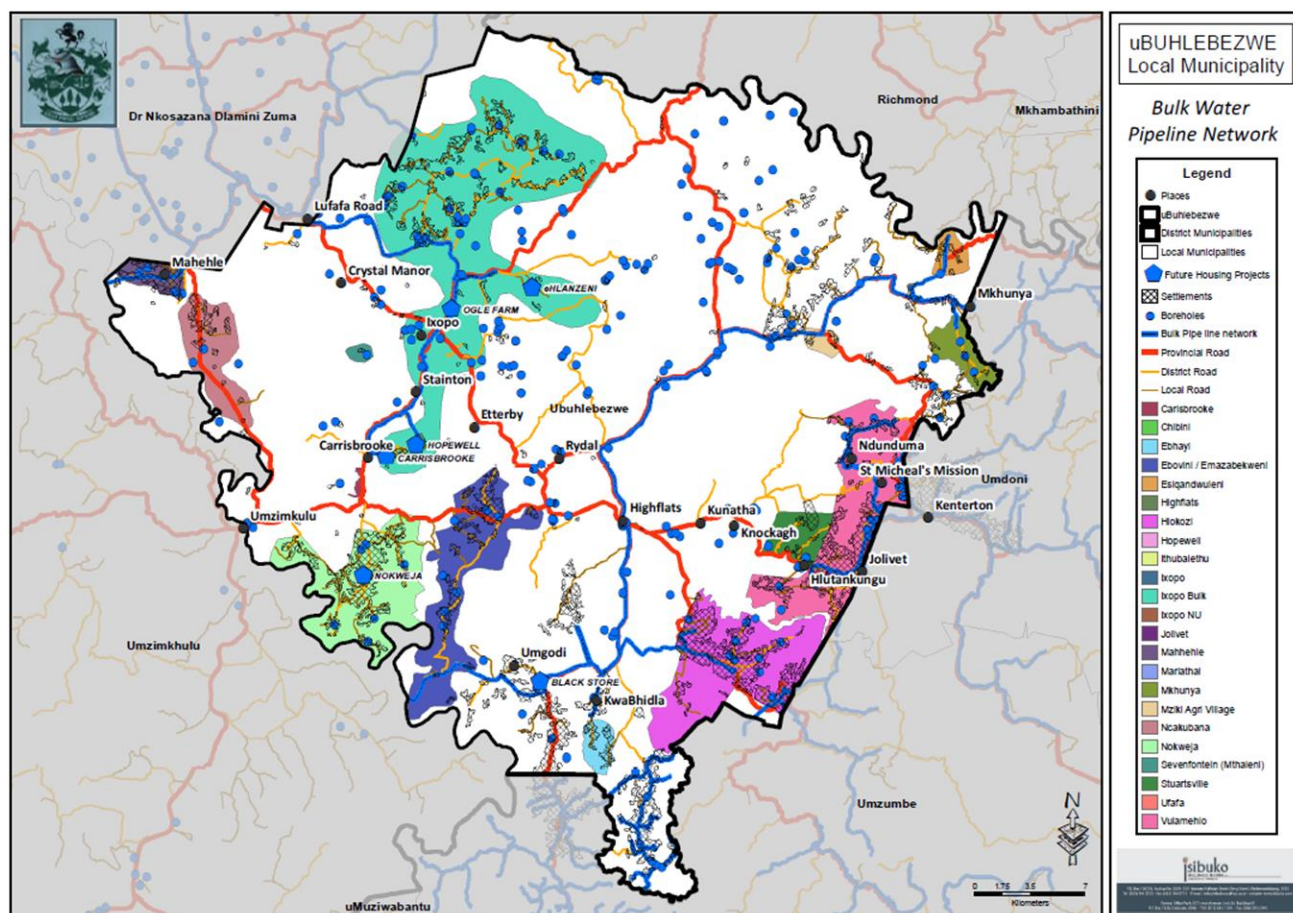 uBUHLEBEZWE
Local Municipality
Bulk Water
Pipeline Network
Legend
Places
uBuhlebezwe
District Municipalities
Local Municipalities
Future Housing Projects
Settlements
Boreholes
Bulk Pipe line network
Provincial Road
District Road
Local Road
Carisbrooke
Chibini
Ebhayi
Ebovini / Emazabekweni
Esiqandwuleni
Highflats
Hlokozi
Hopewell
Ithubalethu
Ixopo
Ixopo Bulk
Ixopo NU
Jolivet
Mahhehle
Mariathal
Mkhunya
Mziki Agri Village
Ncakubana
Nokweja
Sevenfontein (Mthaleni)
Stuartsville
Ufafa
Vulamehlo
isibuko
Dr Nkosazana Dlamini Zuma
Richmond
Mkhambathini
Lufafa Road
Mahehle
Crystal Manor
eHLANZENI
OGLE FARM
Mkhunya
Ixopo
Stainton
Etterby
Ubuhlebezwe
HOPEWELL
Carrisbrooke
CARRISBROOKE
Rydal
Ndunduma
St Micheal's Mission
Umdoni
Kenterton
Umzimkulu
Highflats
Kunatha
Knockagh
Jolivet
Hlutankungu
NOKWEJA
Umzimkhulu
Umgodi
BLACK STORE
KwaBhidla
Umzumbe
uMuziwabantu
N
0 1.75 3.5 7
Kilometers